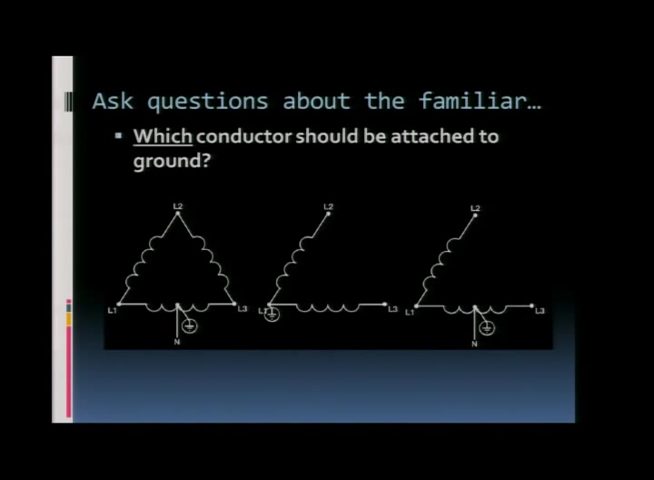 Ask questions about the familiar…
Which conductor should be attached to
ground?
L2 L2 L2
L1 L3 L1 L3 L1 L3
N N